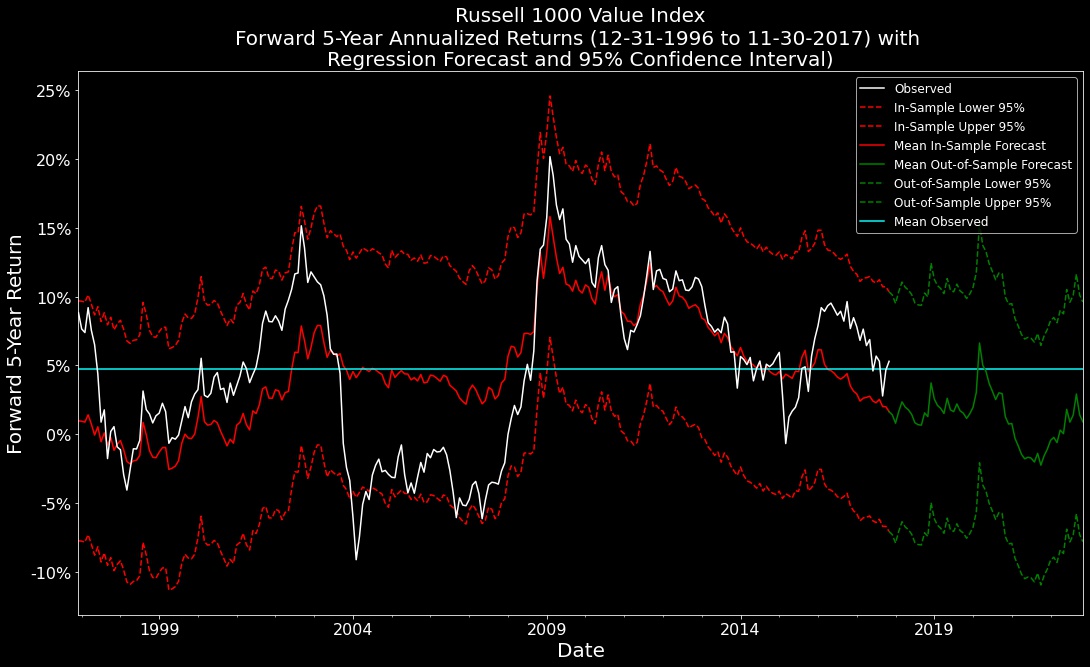 Russell 1000 Value Index
Forward 5-Year Annualized Returns (12-31-1996 to 11-30-2017) with
Regression Forecast and 95% Confidence Interval)
Observed
In-Sample Lower 95%
In-Sample Upper 95%
Mean In-Sample Forecast
Mean Out-of-Sample Forecast
Out-of-Sample Lower 95%
Out-of-Sample Upper 95%
Mean Observed
Forward 5-Year Return
25%
20%
15%
10%
5%
0%
-5%
-10%
1999
2004
2009
2014
2019
Date